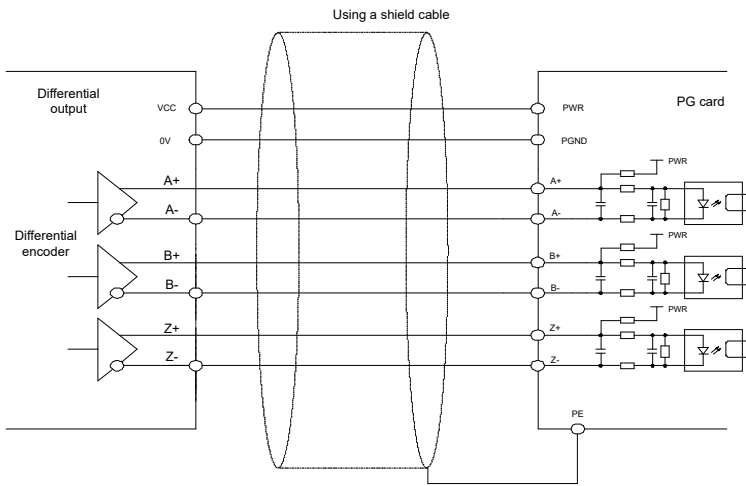 Using a shield cable
Differential
output
PG card
VCC
PWR
0V
PGND
PWR
A+
A+
A-
A-
Differential
encoder
PWR
B+
B+
B-
B-
PWR
Z+
Z+
Z-
Z-
PE